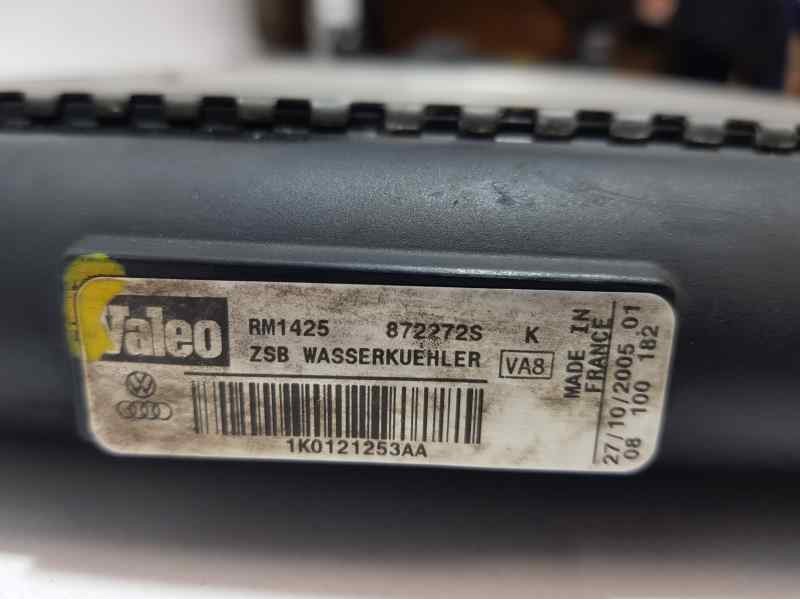 Valeo
RM1425 872272S K
ZSB WASSERKUEHLER VA8
1K0121253AA
MADE IN
FRANCE
27/10/2005 01
08 100 182